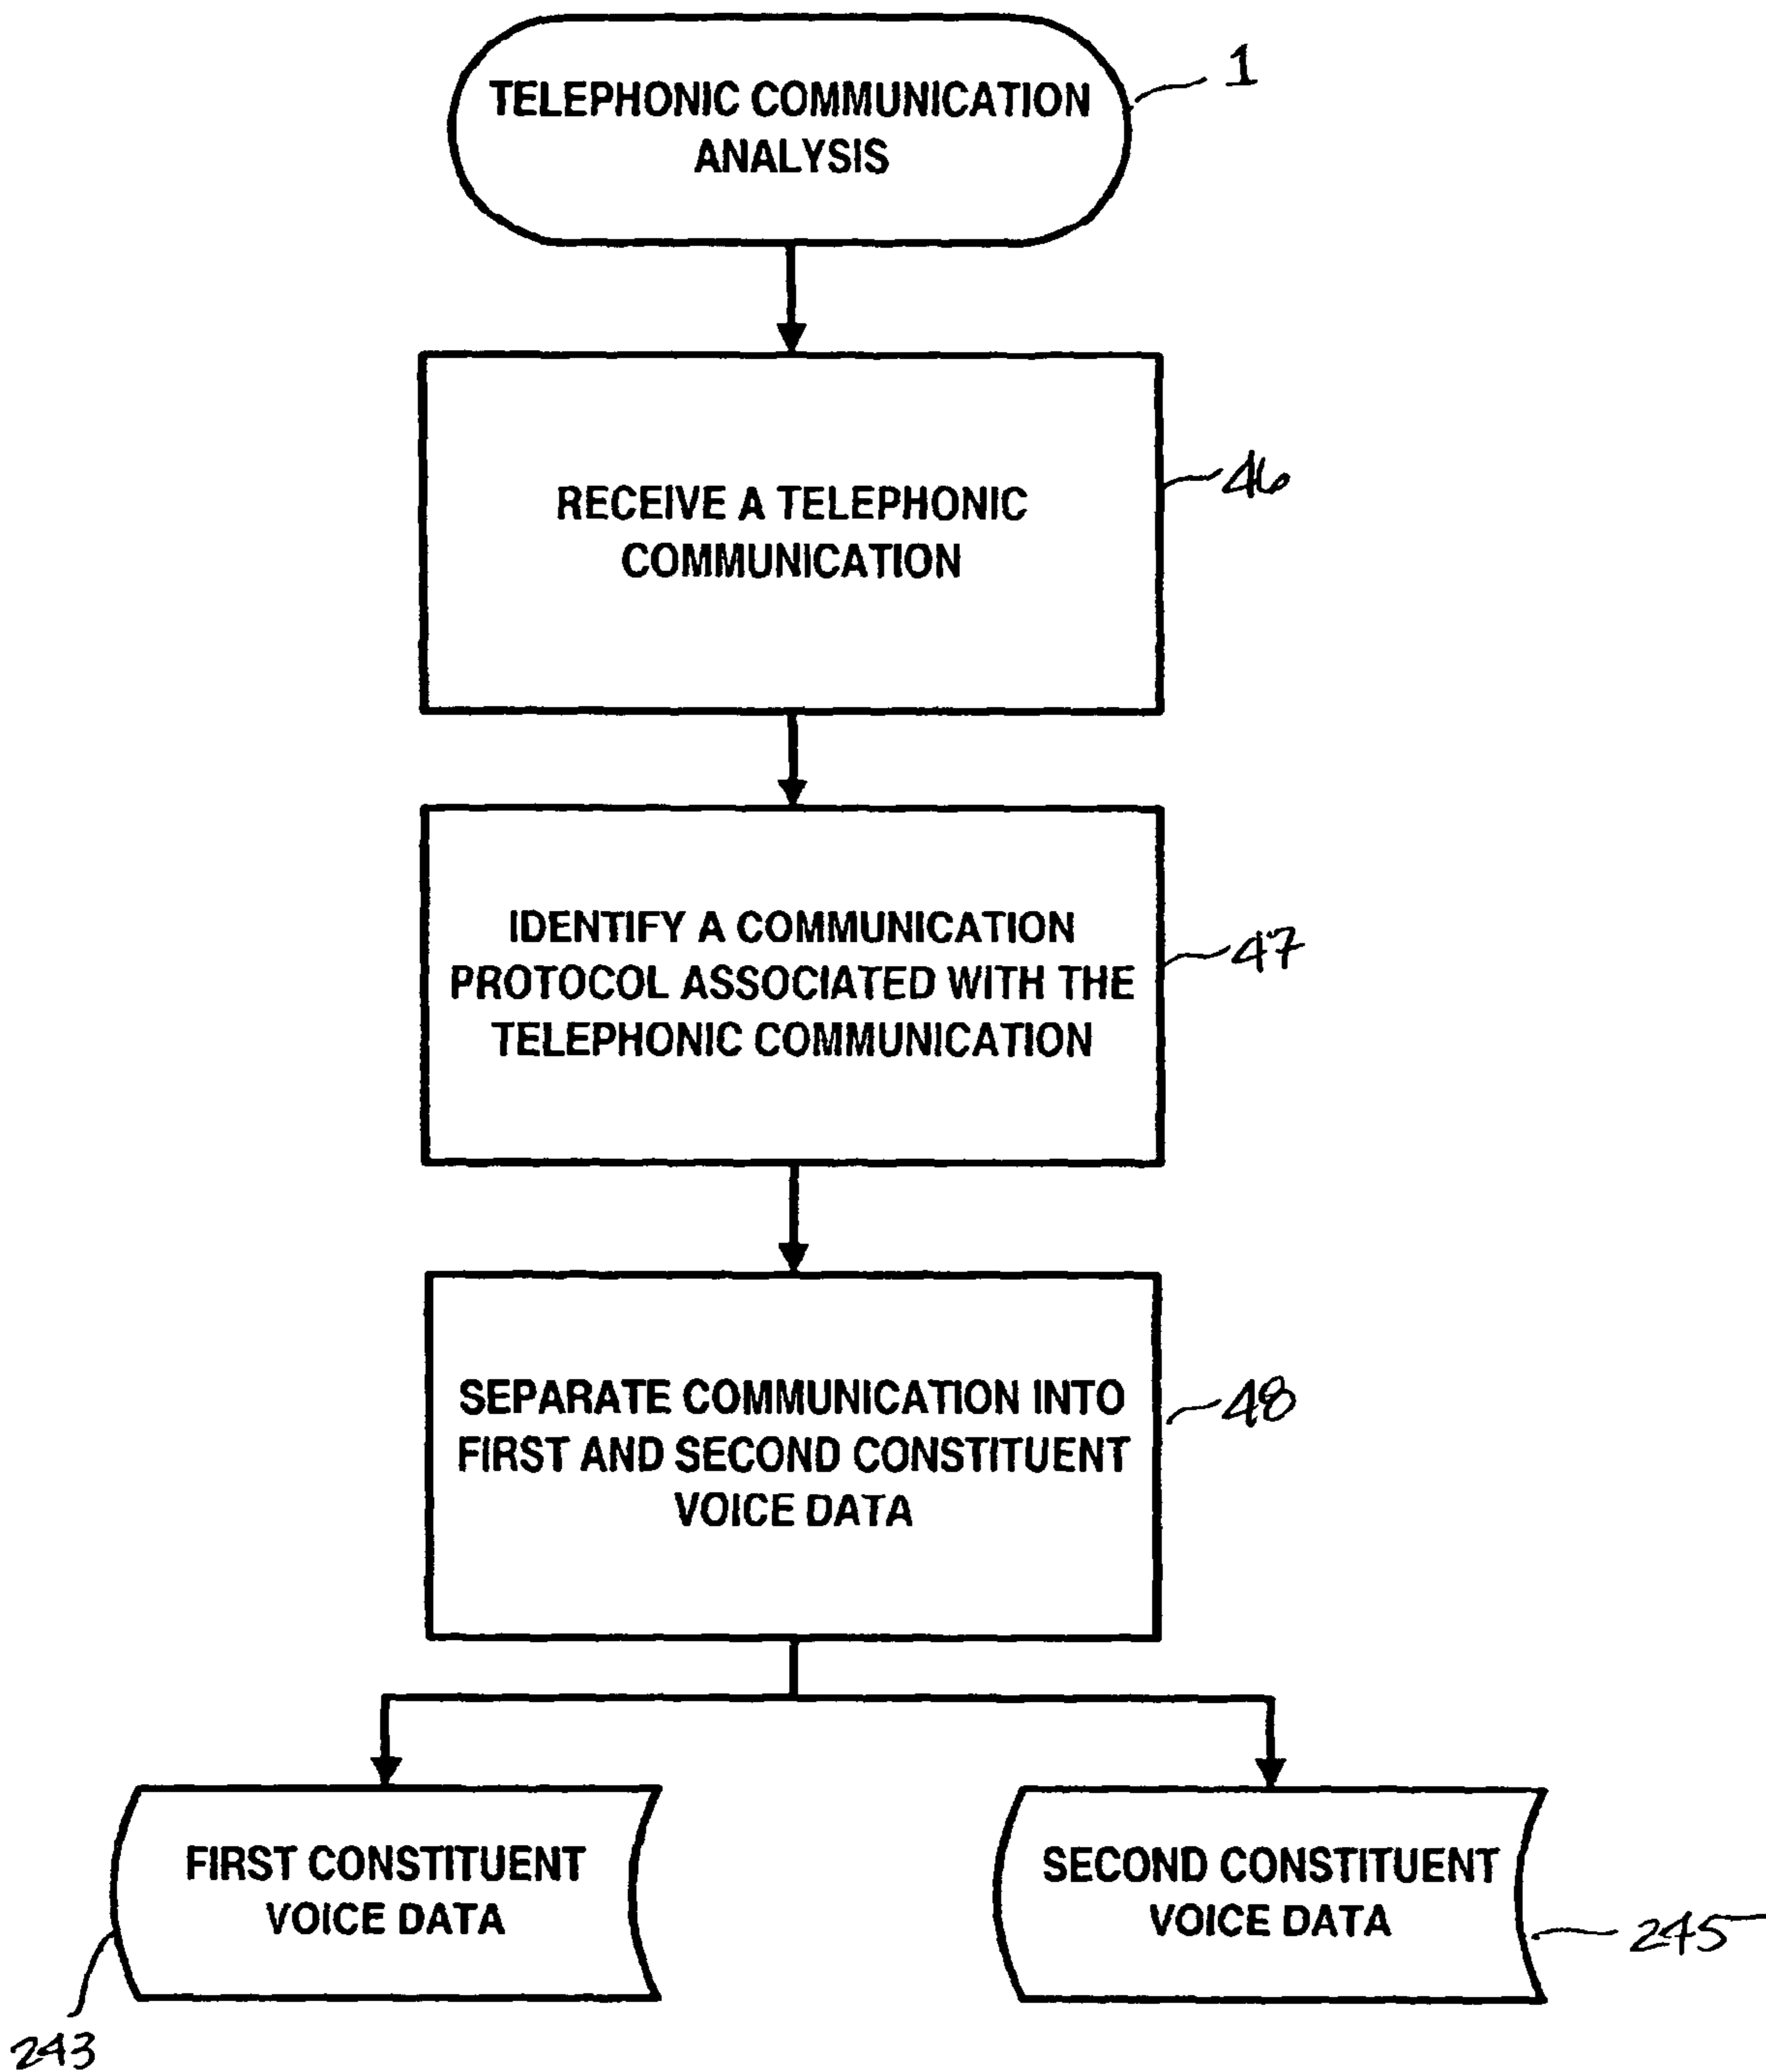 TELEPHONIC COMMUNICATION
ANALYSIS
1
RECEIVE A TELEPHONIC
COMMUNICATION
46
IDENTIFY A COMMUNICATION
PROTOCOL ASSOCIATED WITH THE
TELEPHONIC COMMUNICATION
47
SEPARATE COMMUNICATION INTO
FIRST AND SECOND CONSTITUENT
VOICE DATA
48
FIRST CONSTITUENT
VOICE DATA
243
SECOND CONSTITUENT
VOICE DATA
245